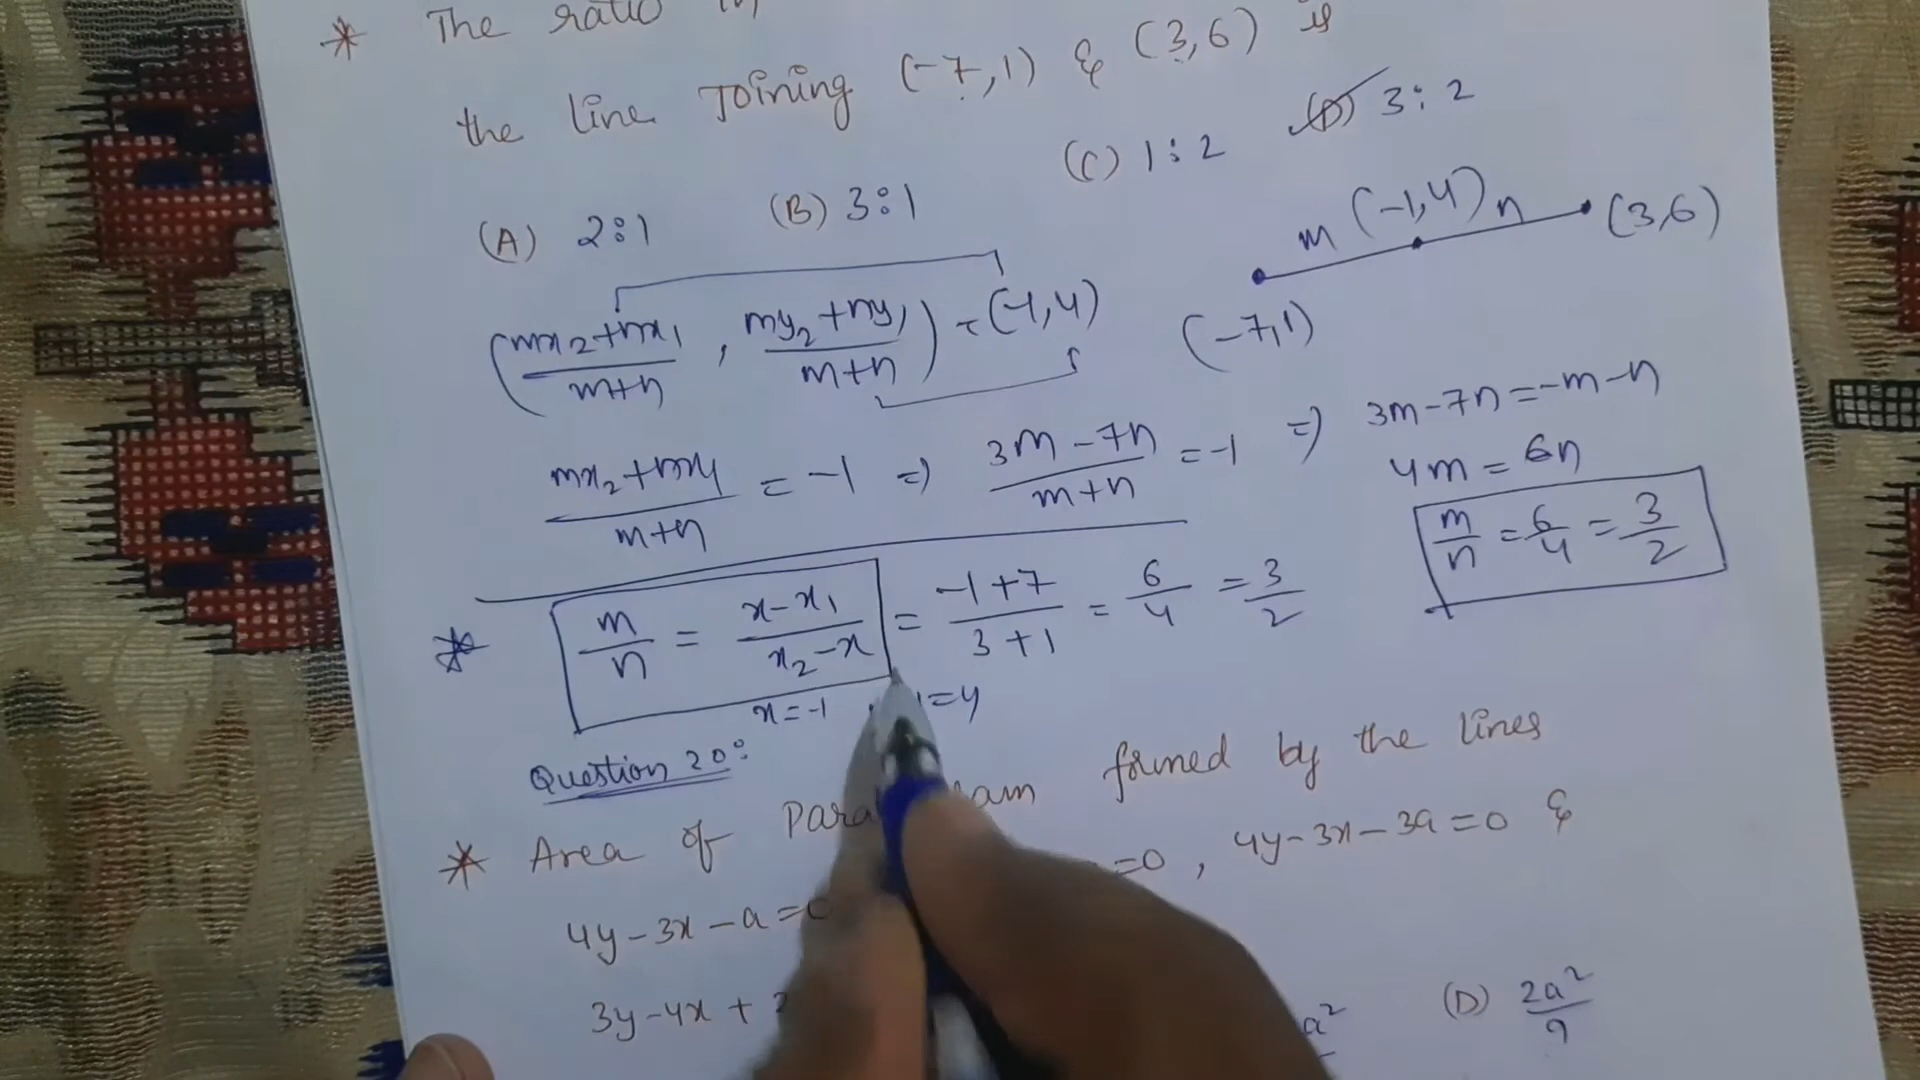 * The ratio in
the line Joining (-7,1) & (3,6) is
(A) 2:1 (B) 3:1 (C) 1:2 (D) 3:2
m (-1,4) n (3,6)
(-7,1)
(mx₂+nx₁/m+n , my₂+ny₁/m+n) = (-1,4)
mx₂+nx₁/m+n = -1 ⇒ 3m-7n/m+n = -1 ⇒ 3m-7n=-m-n
4m = 6n
m/n = 6/4 = 3/2
* m/n = x-x₁/x₂-x = -1+7/3+1 = 6/4 = 3/2
x=-1 =4
Question 20:
* Area of formed by the lines
4y-3x-a= =0 , 4y-3x-3a=0 &
3y-4x+
a² (D) 2a²/9